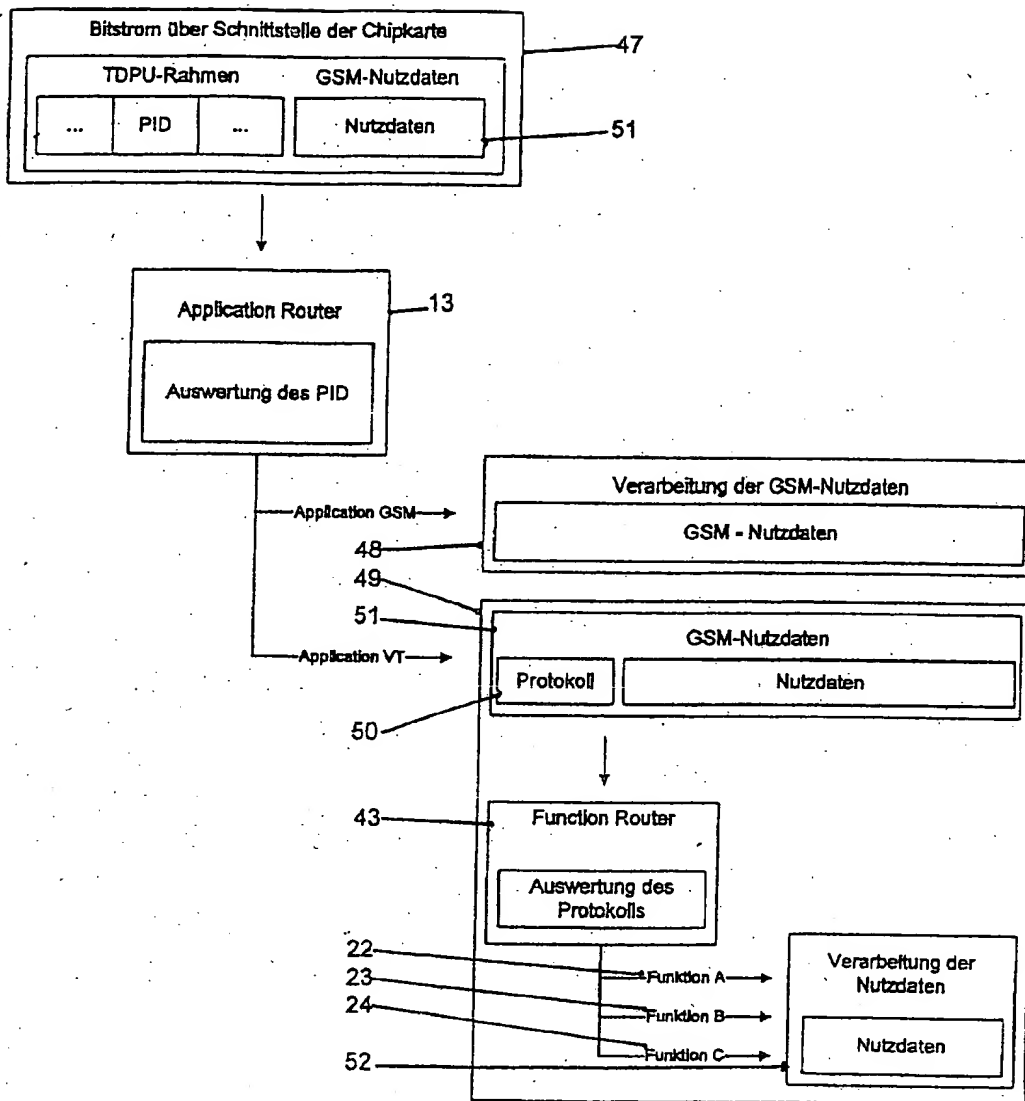 Bitstrom über Schnittstelle der Chipkarte
47
TDPU-Rahmen
GSM-Nutzdaten
...
PID
...
Nutzdaten
51
Application Router
13
Auswertung des PID
Application GSM
Verarbeitung der GSM-Nutzdaten
GSM - Nutzdaten
48
49
51
GSM-Nutzdaten
Application VT
Protokoll
Nutzdaten
50
43
Function Router
Auswertung des
Protokolls
22
Funktion A
23
Funktion B
24
Funktion C
52
Verarbeitung der
Nutzdaten
Nutzdaten